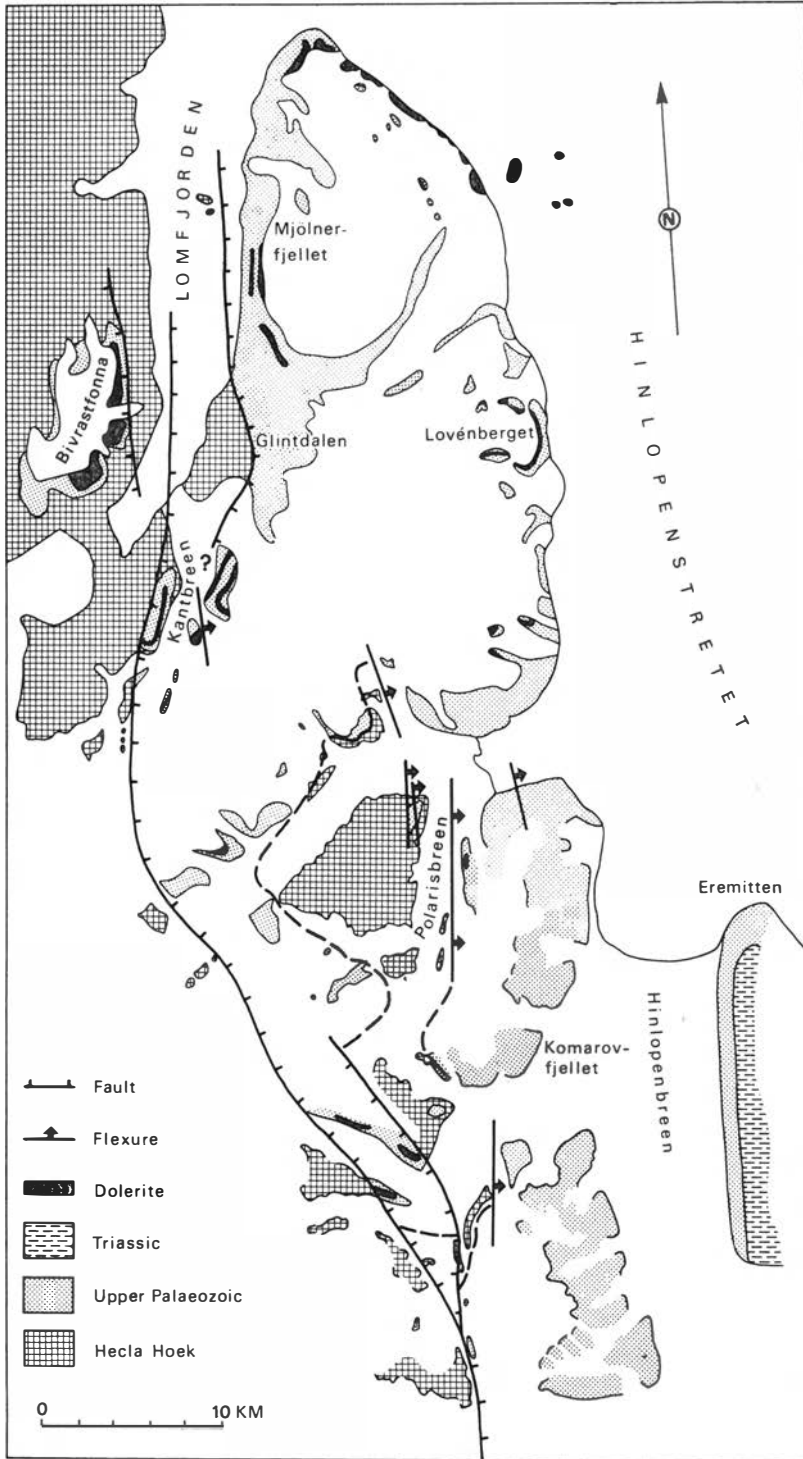 LOMFJORDEN
N
Mjölner-
fjellet
HINLOPENSTRETET
Bivrastfonna
Glintdalen
Lovénberget
Kantbreen
?
Polarisbreen
Eremitten
Komarov-
fjellet
Hinlopenbreen
Fault
Flexure
Dolerite
Triassic
Upper Palaeozoic
Hecla Hoek
0 10 KM